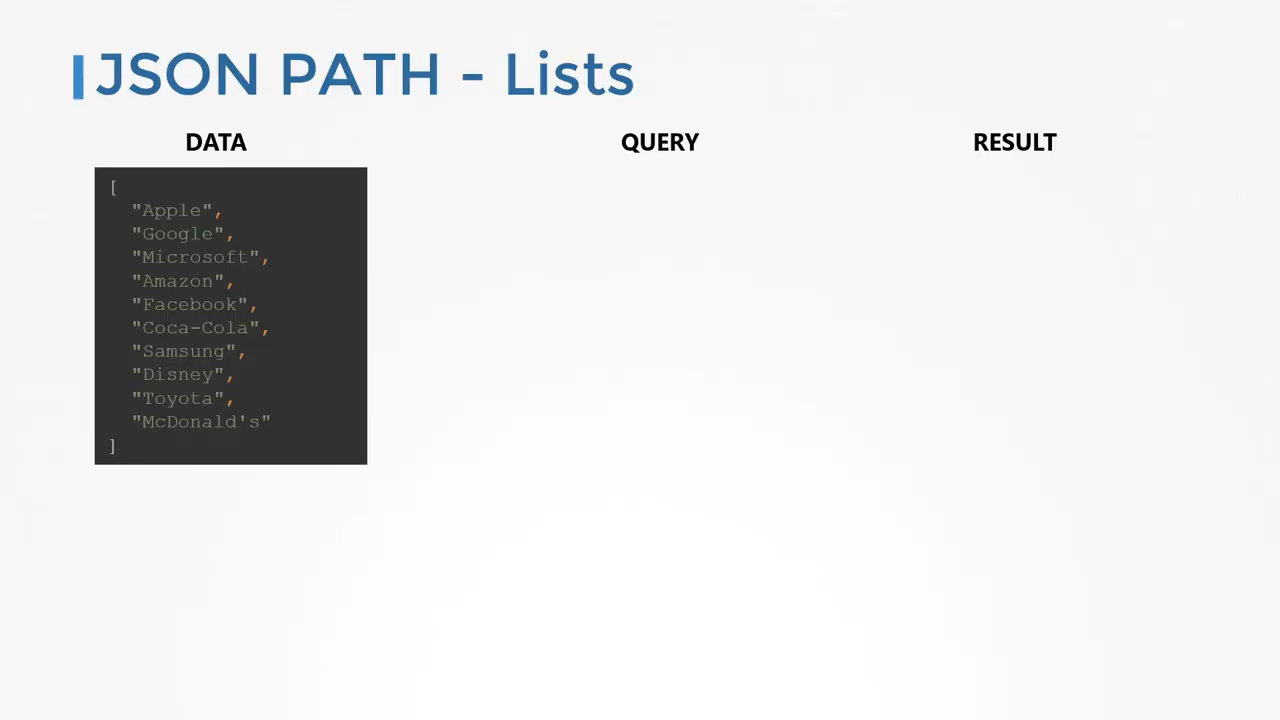 JSON PATH - Lists
DATA
QUERY
RESULT
[
"Apple",
"Google",
"Microsoft",
"Amazon",
"Facebook",
"Coca-Cola",
"Samsung",
"Disney",
"Toyota",
"McDonald's"
]